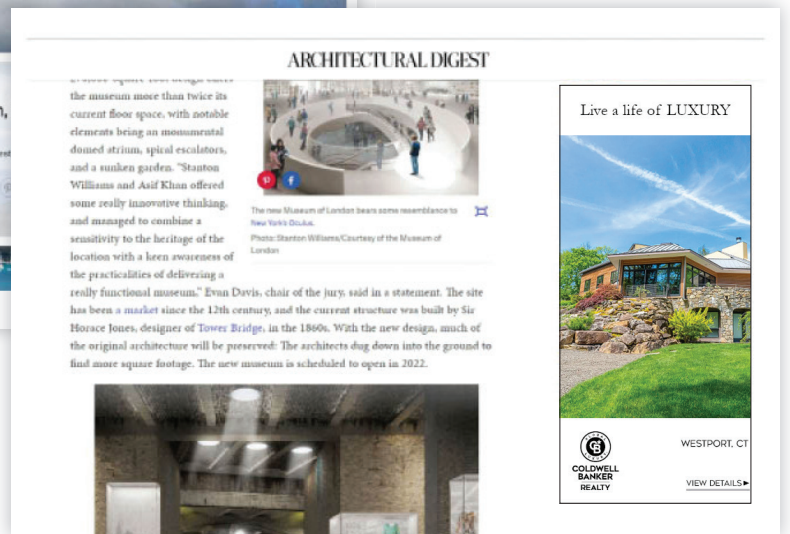 ARCHITECTURAL DIGEST
the museum more than twice its
current floor space, with notable
elements being an monumental
domed atrium, spiral escalators,
and a sunken garden. "Stanton
Williams and Asif Khan offered
some really innovative thinking,
and managed to combine a
sensitivity to the heritage of the
location with a keen awareness of
the practicalities of delivering a
really functional museum," Evan Davis, chair of the jury, said in a statement. The site
has been a market since the 12th century, and the current structure was built by Sir
Horace Jones, designer of Tower Bridge, in the 1860s. With the new design, much of
the original architecture will be preserved: The architects dug down into the ground to
find more square footage. The new museum is scheduled to open in 2022.
The new Museum of London bears some resemblance to
New York's Oculus.
Photo: Stanton Williams/Courtesy of the Museum of
London
Live a life of LUXURY
COLDWELL
BANKER
REALTY
WESTPORT, CT
VIEW DETAILS